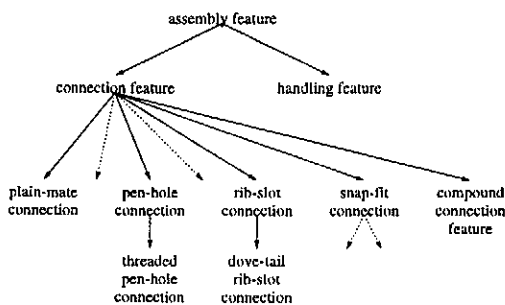 assembly feature
connection feature
handling feature
plain-mate
connection
pen-hole
connection
rib-slot
connection
snap-fit
connection
compound
connection
feature
threaded
pen-hole
connection
dove-tail
rib-slot
connection